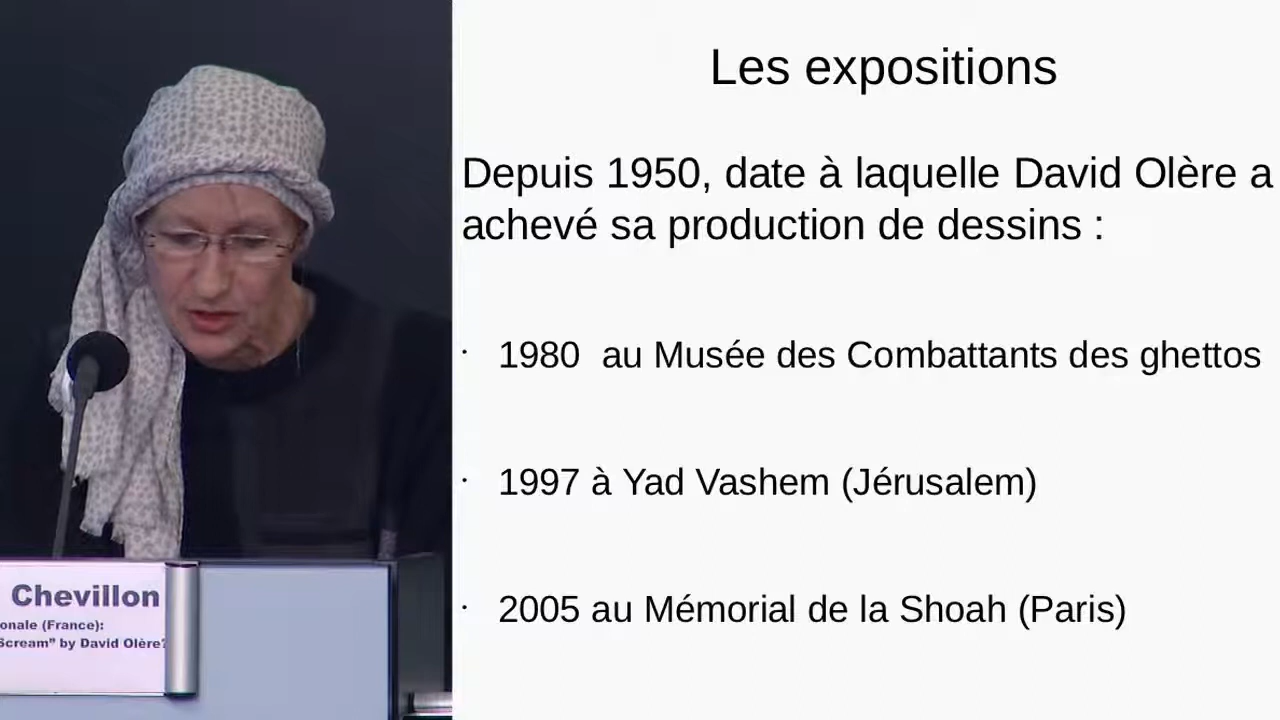 Les expositions
Depuis 1950, date à laquelle David Olère a
achevé sa production de dessins :
· 1980  au Musée des Combattants des ghettos
· 1997 à Yad Vashem (Jérusalem)
· 2005 au Mémorial de la Shoah (Paris)
Chevillon
onale (France):
Scream” by David Olère?